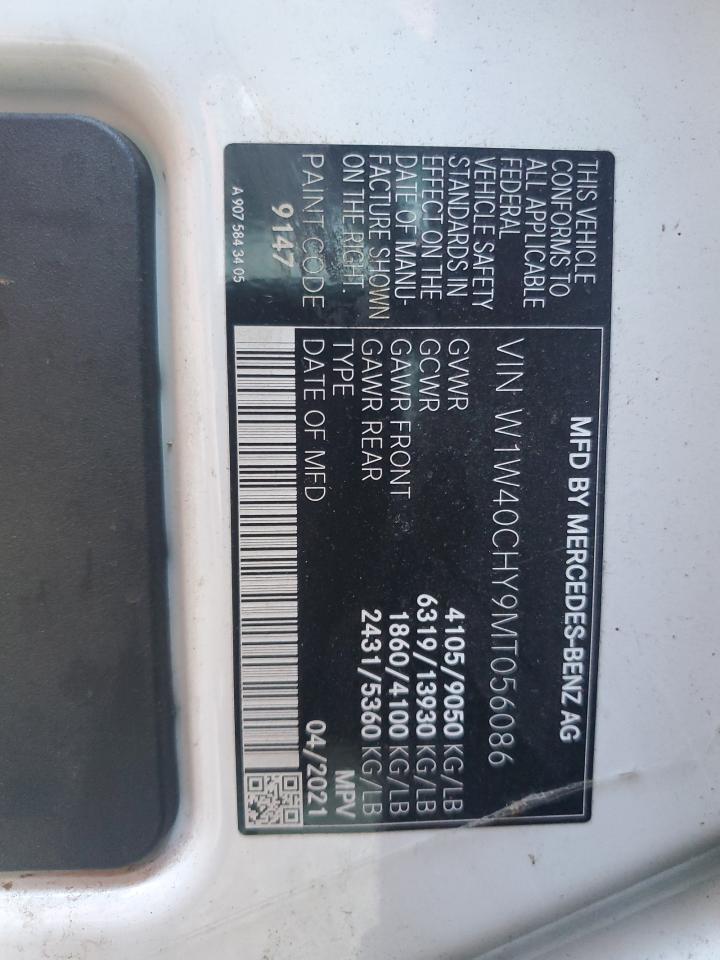 THIS VEHICLE
CONFORMS TO
ALL APPLICABLE
FEDERAL
VEHICLE SAFETY
STANDARDS IN
EFFECT ON THE
DATE OF MANU-
FACTURE SHOWN
ON THE RIGHT.
PAINT CODE
9147
A 907 584 34 05
MFD BY MERCEDES-BENZ AG
VIN W1W40CHY9MT056086
GVWR 4105/9050 KG/LB
GCWR 6319/13930 KG/LB
GAWR FRONT 1860/4100 KG/LB
GAWR REAR 2431/5360 KG/LB
TYPE MPV
DATE OF MFD 04/2021